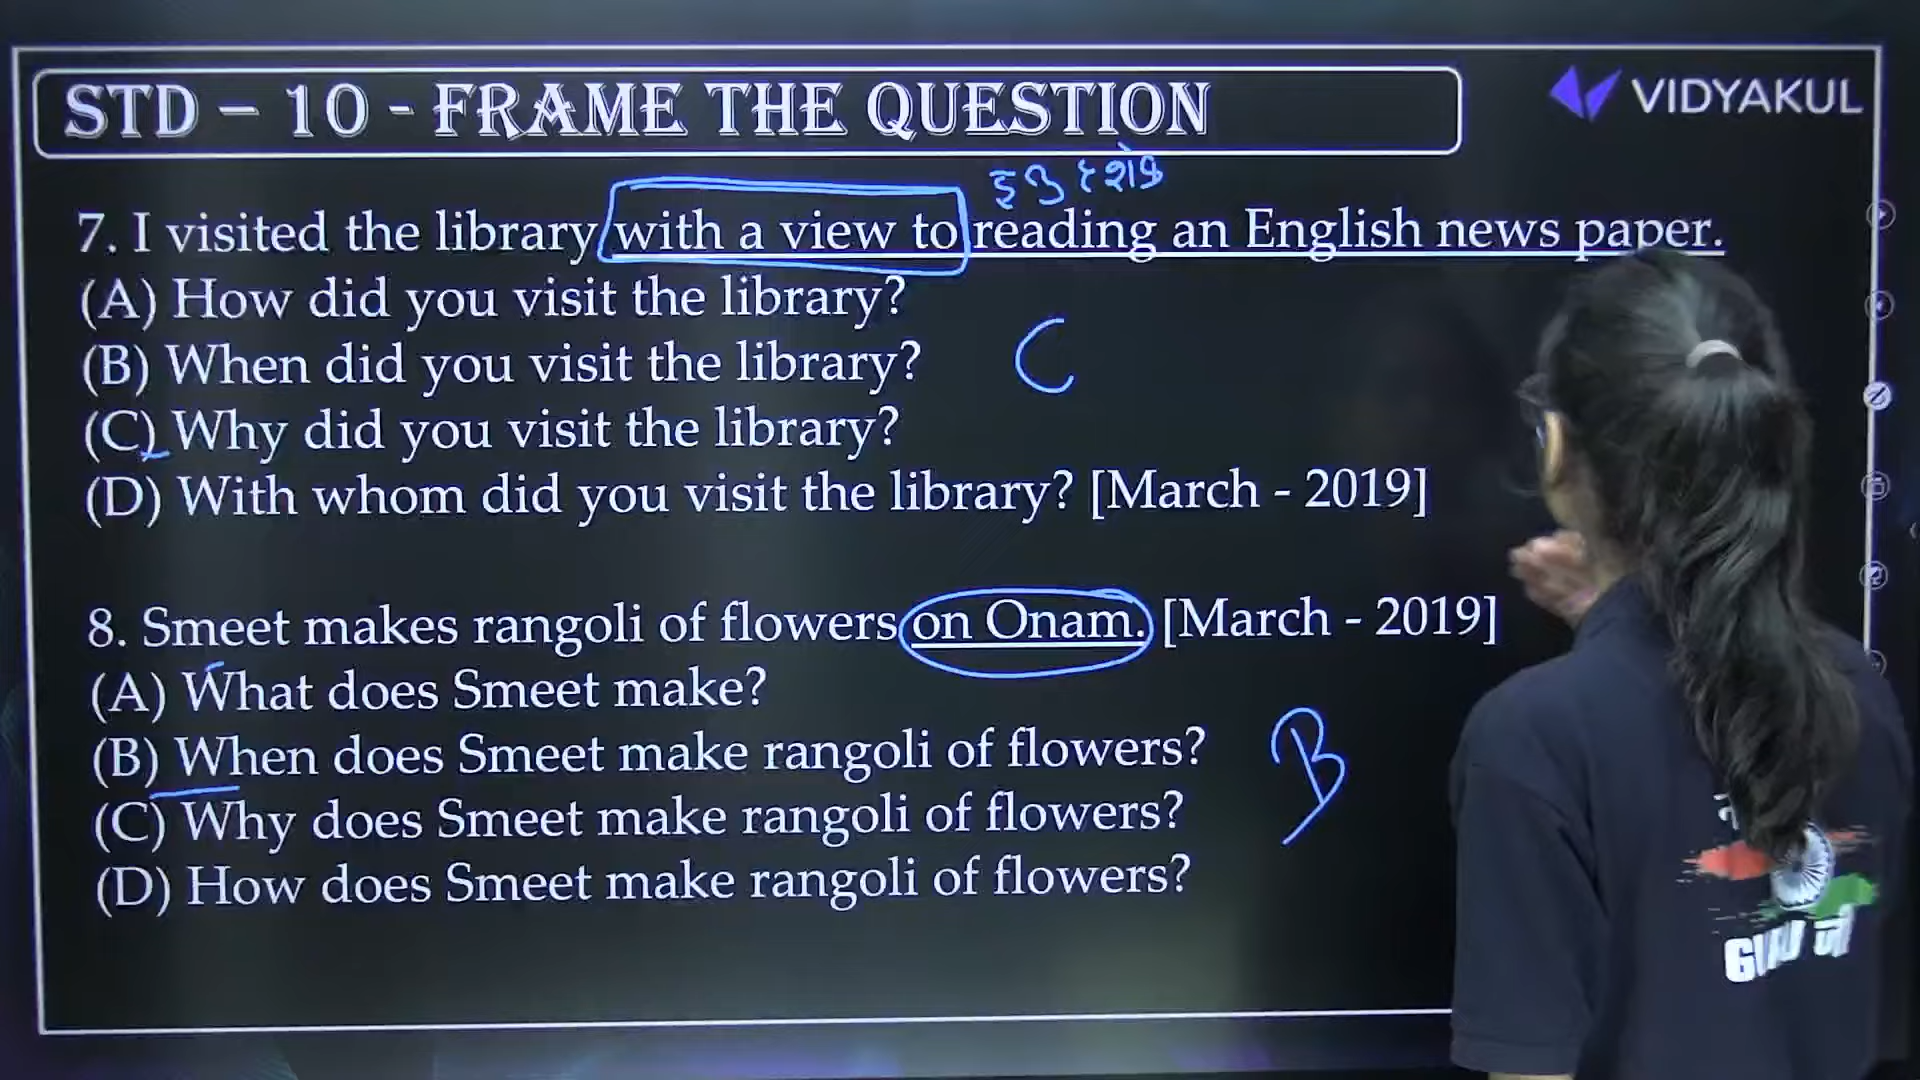 STD – 10 - FRAME THE QUESTION
VIDYAKUL
7. I visited the library with a view to reading an English news paper.
(A) How did you visit the library?
(B) When did you visit the library?
C
(C) Why did you visit the library?
(D) With whom did you visit the library? [March - 2019]
8. Smeet makes rangoli of flowers on Onam. [March - 2019]
(A) What does Smeet make?
(B) When does Smeet make rangoli of flowers?
B
(C) Why does Smeet make rangoli of flowers?
(D) How does Smeet make rangoli of flowers?